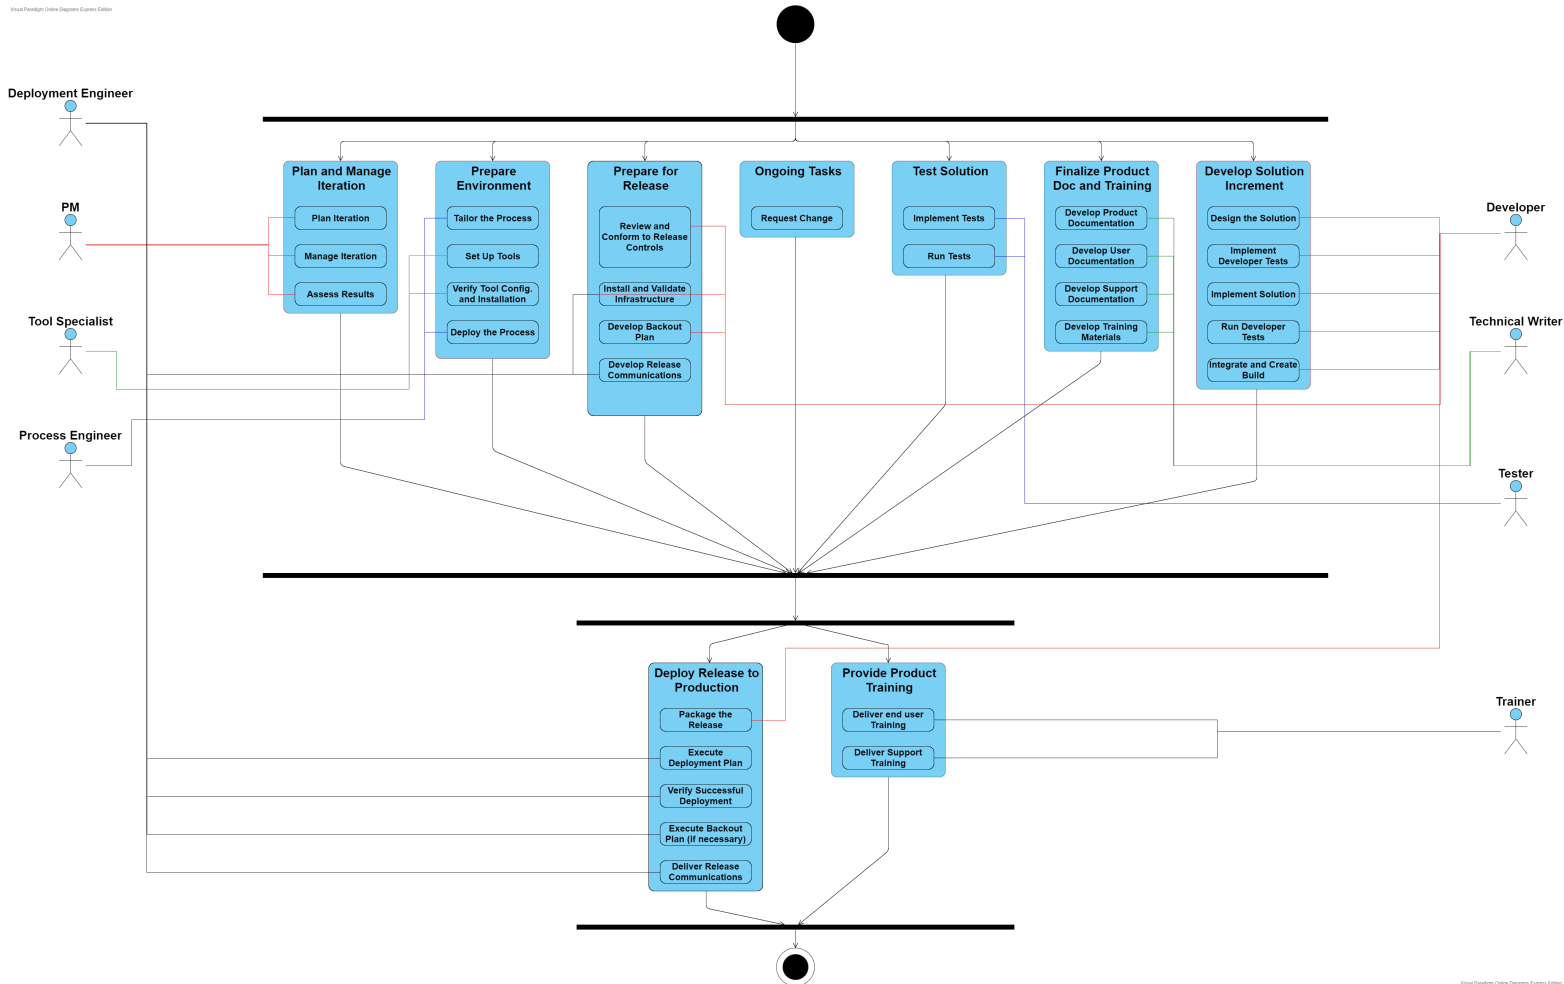 Visual Paradigm Online Diagrams Express Edition
Deployment Engineer
PM
Tool Specialist
Process Engineer
Plan and Manage
Iteration
Plan Iteration
Manage Iteration
Assess Results
Prepare
Environment
Tailor the Process
Set Up Tools
Verify Tool Config.
and Installation
Deploy the Process
Prepare for
Release
Review and
Conform to Release
Controls
Install and Validate
Infrastructure
Develop Backout
Plan
Develop Release
Communications
Ongoing Tasks
Request Change
Test Solution
Implement Tests
Run Tests
Finalize Product
Doc and Training
Develop Product
Documentation
Develop User
Documentation
Develop Support
Documentation
Develop Training
Materials
Develop Solution
Increment
Design the Solution
Implement
Developer Tests
Implement Solution
Run Developer
Tests
Integrate and Create
Build
Developer
Technical Writer
Tester
Trainer
Deploy Release to
Production
Package the
Release
Execute
Deployment Plan
Verify Successful
Deployment
Execute Backout
Plan (if necessary)
Deliver Release
Communications
Provide Product
Training
Deliver end user
Training
Deliver Support
Training
Visual Paradigm Online Diagrams Express Edition